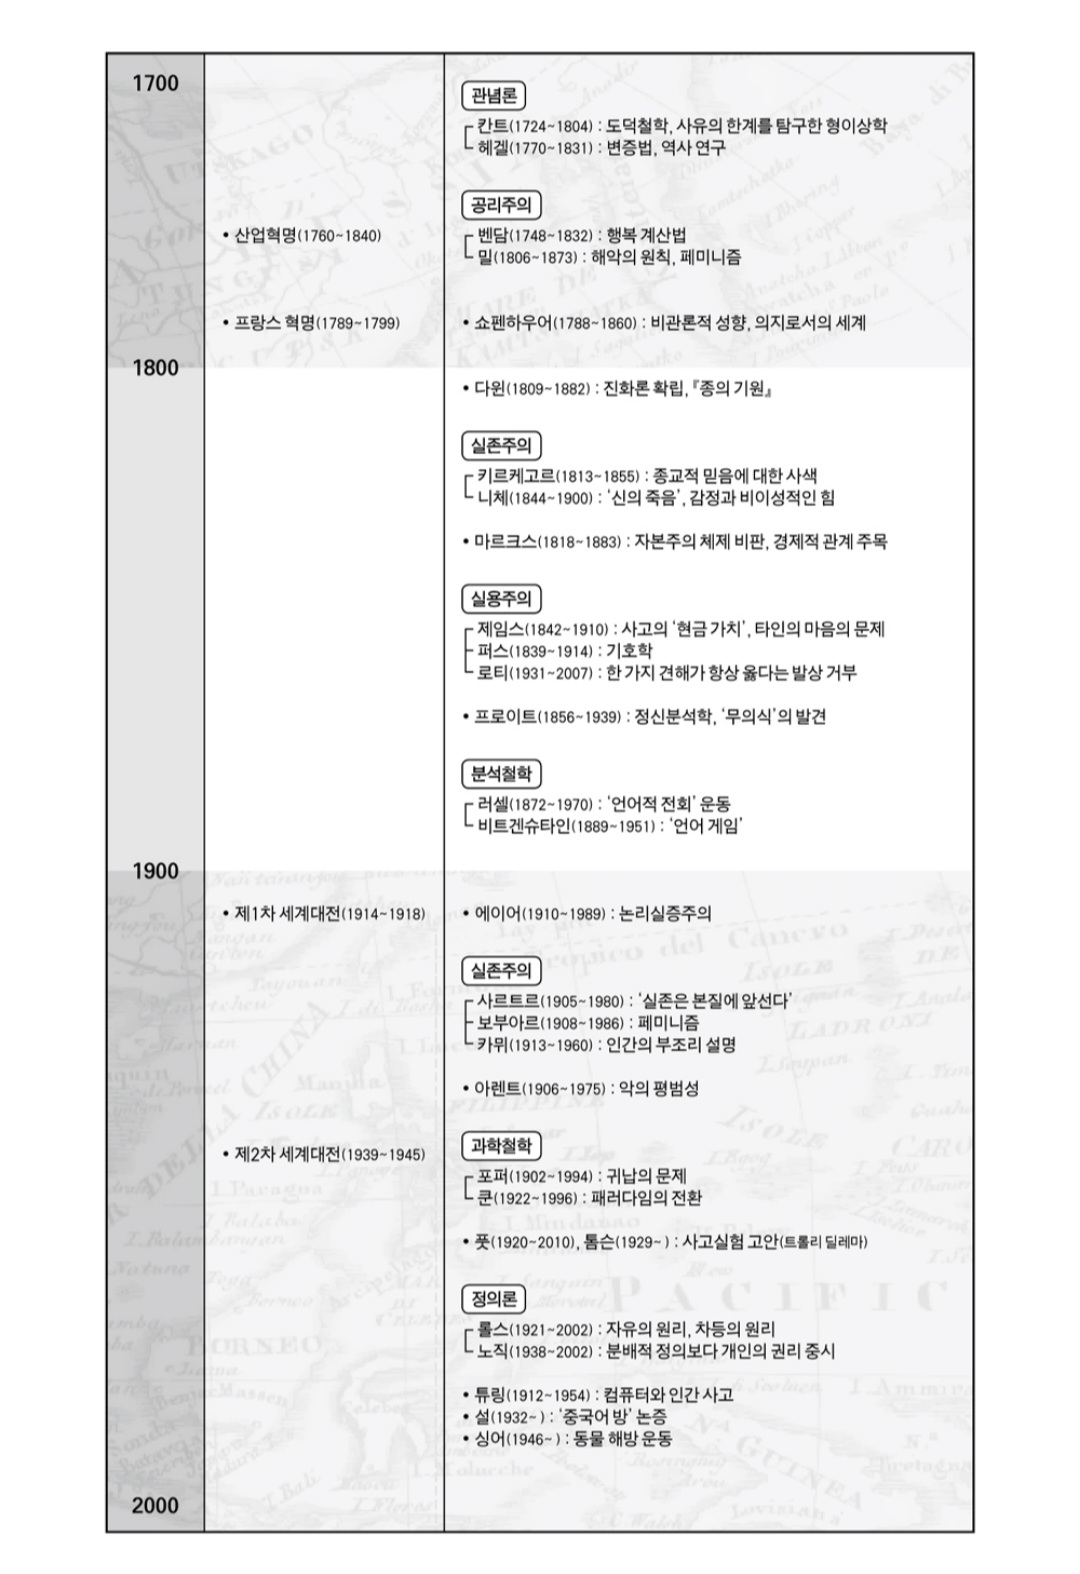 1700
관념론
칸트(1724~1804) : 도덕철학, 사유의 한계를 탐구한 형이상학
헤겔(1770~1831) : 변증법, 역사 연구
공리주의
• 산업혁명(1760~1840)
벤담(1748~1832) : 행복 계산법
밀(1806~1873) : 해악의 원칙, 페미니즘
• 프랑스 혁명(1789~1799)
• 쇼펜하우어(1788~1860) : 비관론적 성향, 의지로서의 세계
1800
• 다윈(1809~1882) : 진화론 확립, 『종의 기원』
실존주의
키르케고르(1813~1855) : 종교적 믿음에 대한 사색
니체(1844~1900) : ‘신의 죽음’, 감정과 비이성적인 힘
• 마르크스(1818~1883) : 자본주의 체제 비판, 경제적 관계 주목
실용주의
제임스(1842~1910) : 사고의 ‘현금 가치’, 타인의 마음의 문제
퍼스(1839~1914) : 기호학
로티(1931~2007) : 한 가지 견해가 항상 옳다는 발상 거부
• 프로이트(1856~1939) : 정신분석학, ‘무의식’의 발견
분석철학
러셀(1872~1970) : ‘언어적 전회’ 운동
비트겐슈타인(1889~1951) : ‘언어 게임’
1900
• 제1차 세계대전(1914~1918)
• 에이어(1910~1989) : 논리실증주의
실존주의
사르트르(1905~1980) : ‘실존은 본질에 앞선다’
보부아르(1908~1986) : 페미니즘
카뮈(1913~1960) : 인간의 부조리 설명
• 아렌트(1906~1975) : 악의 평범성
과학철학
• 제2차 세계대전(1939~1945)
포퍼(1902~1994) : 귀납의 문제
쿤(1922~1996) : 패러다임의 전환
• 풋(1920~2010), 톰슨(1929~ ) : 사고실험 고안(트롤리 딜레마)
정의론
롤스(1921~2002) : 자유의 원리, 차등의 원리
노직(1938~2002) : 분배적 정의보다 개인의 권리 중시
• 튜링(1912~1954) : 컴퓨터와 인간 사고
• 설(1932~ ) : ‘중국어 방’ 논증
• 싱어(1946~ ) : 동물 해방 운동
2000